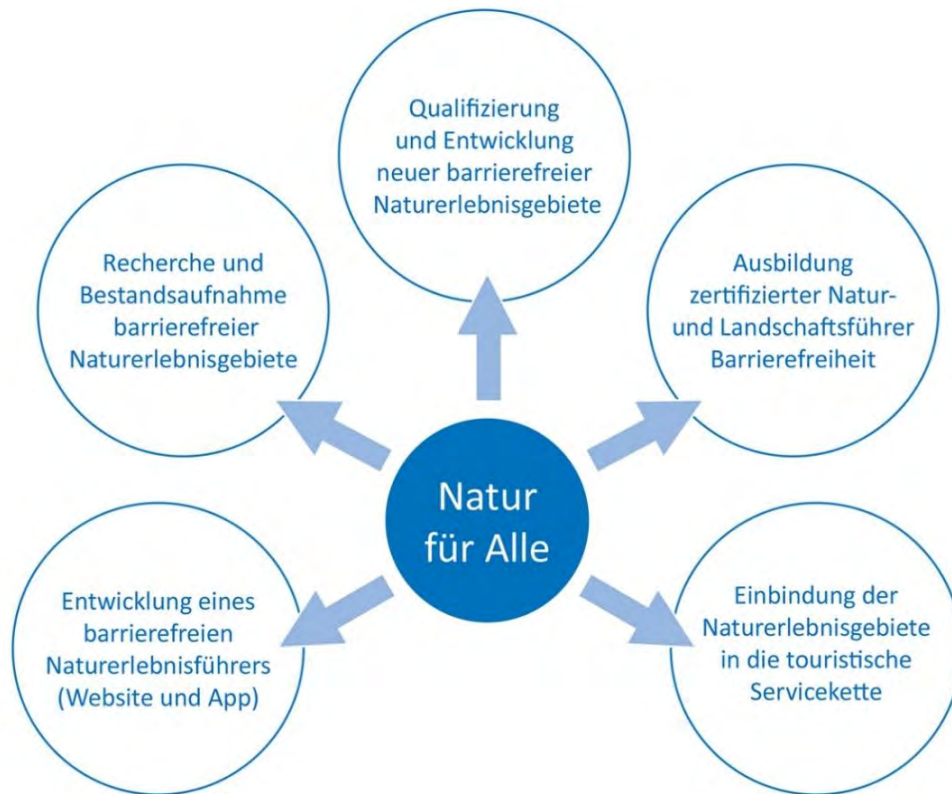 Qualifizierung
und Entwicklung
neuer barrierefreier
Naturerlebnisgebiete
Recherche und
Bestandsaufnahme
barrierefreier
Naturerlebnisgebiete
Ausbildung
zertifizierter Natur-
und Landschaftsführer
Barrierefreiheit
Natur
für Alle
Entwicklung eines
barrierefreien
Naturerlebnisführers
(Website und App)
Einbindung der
Naturerlebnisgebiete
in die touristische
Servicekette